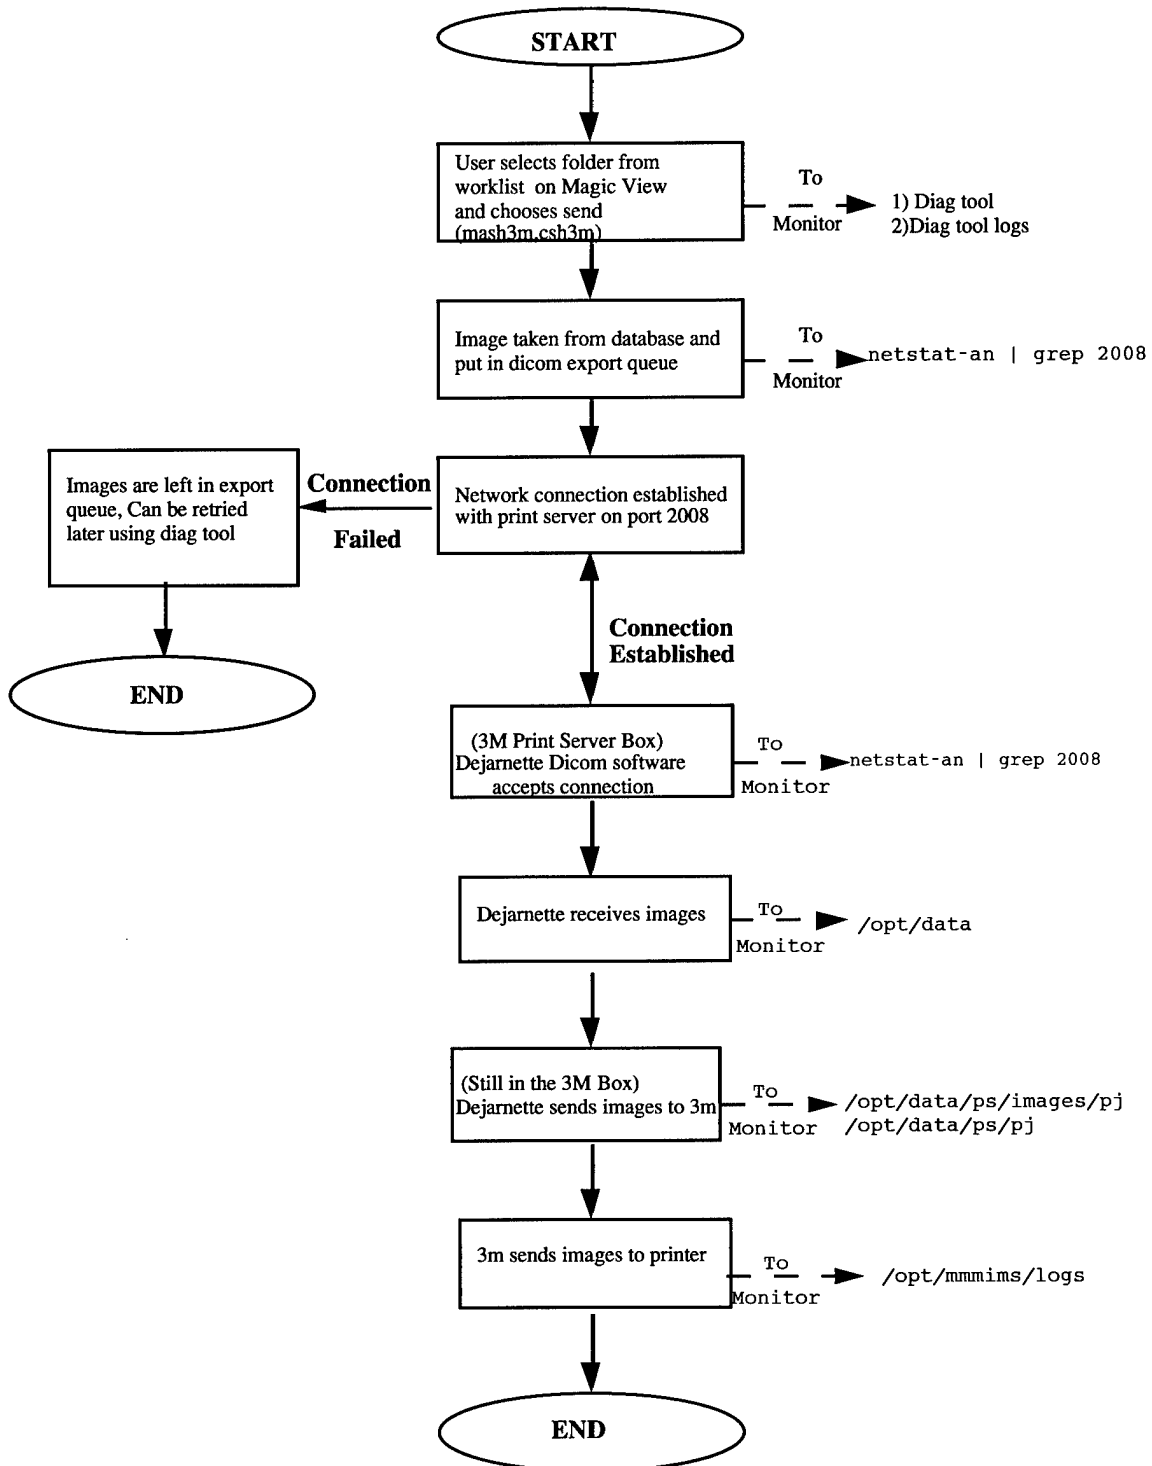 START
User selects folder from
worklist on Magic View
and chooses send
(mash3m,csh3m)
To
Monitor
1) Diag tool
2)Diag tool logs
Image taken from database and
put in dicom export queue
To
Monitor
netstat-an | grep 2008
Network connection established
with print server on port 2008
Connection
Failed
Images are left in export
queue, Can be retried
later using diag tool
END
Connection
Established
(3M Print Server Box)
Dejarnette Dicom software
accepts connection
To
Monitor
netstat-an | grep 2008
Dejarnette receives images
To
Monitor
/opt/data
(Still in the 3M Box)
Dejarnette sends images to 3m
To
Monitor
/opt/data/ps/images/pj
/opt/data/ps/pj
3m sends images to printer
To
Monitor
/opt/mmmims/logs
END